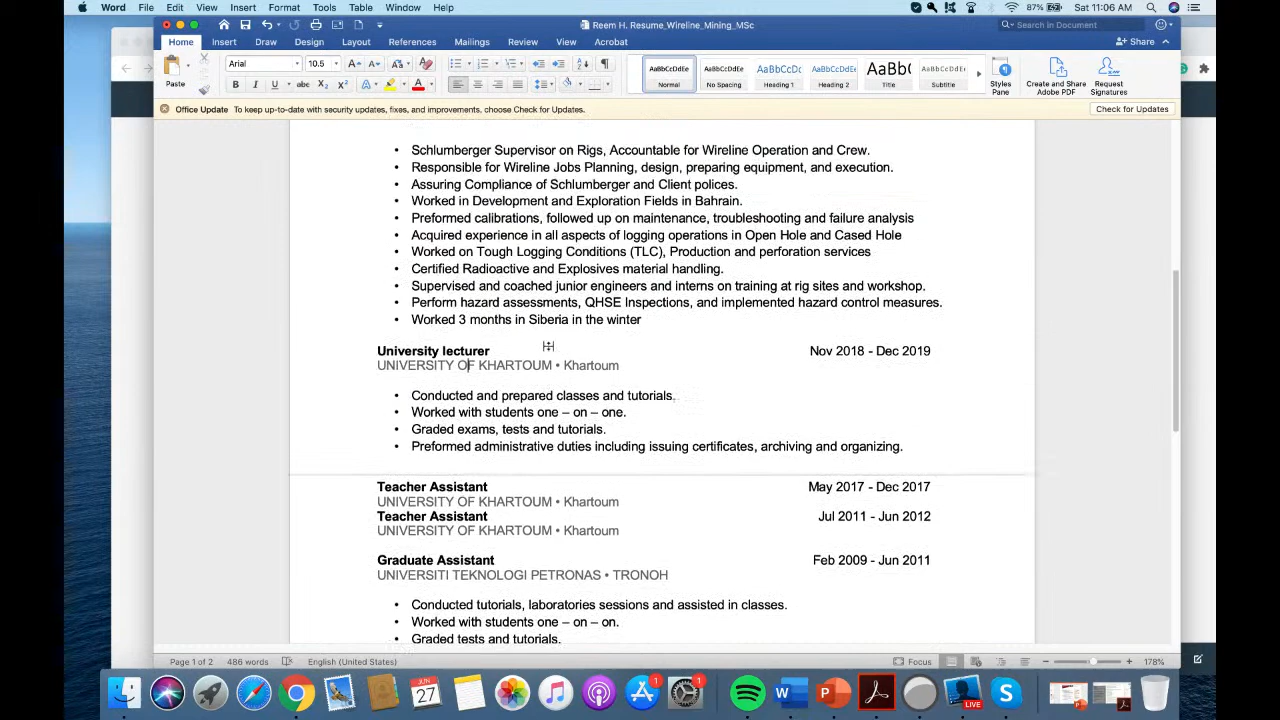 Word File Edit View Insert Format Tools Table Window Help 87% Sat 11:06 AM
Reem H. Resume_Wireline_Mining_MSc
Search in Document
Home Insert Draw Design Layout References Mailings Review View Acrobat Share
Paste
Arial 10.5
AaBbCcDdEe AaBbCcDdEe AaBbCcDc AaBbCcDdEe AaBb( AaBbCcDdEe
Normal No Spacing Heading 1 Heading 2 Title Subtitle
Styles Pane
Create and Share Adobe PDF
Request Signatures
Office Update To keep up-to-date with security updates, fixes, and improvements, choose Check for Updates. Check for Updates
• Schlumberger Supervisor on Rigs, Accountable for Wireline Operation and Crew.
• Responsible for Wireline Jobs Planning, design, preparing equipment, and execution.
• Assuring Compliance of Schlumberger and Client polices.
• Worked in Development and Exploration Fields in Bahrain.
• Preformed calibrations, followed up on maintenance, troubleshooting and failure analysis
• Acquired experience in all aspects of logging operations in Open Hole and Cased Hole
• Worked on Tough Logging Conditions (TLC), Production and perforation services
• Certified Radioactive and Explosives material handling.
• Supervised and coached junior engineers and interns on training at rig sites and workshop.
• Perform hazard assessments, QHSE Inspections, and implemented hazard control measures.
• Worked 3 months in Siberia in the winter
University lecturer Nov 2018 - Dec 2019
UNIVERSITY OF KHARTOUM • Khartoum
• Conducted and prepared classes and tutorials.
• Worked with students one – on – one.
• Graded exams, tests and tutorials.
• Preformed administrative duties including issuing certificates, archiving and organizing.
Teacher Assistant May 2017 - Dec 2017
UNIVERSITY OF KHARTOUM • Khartoum
Teacher Assistant Jul 2011 - Jun 2012
UNIVERSITY OF KHARTOUM • Khartoum
Graduate Assistant Feb 2009 - Jun 2011
UNIVERSITI TEKNOLOGI PETRONAS • TRONOH
• Conducted tutorials, laboratories sessions and assisted in classes.
• Worked with students one – on – on.
• Graded tests and tutorials.
Page 1 of 2 486 words English (United States) Focus 178%
JUN
27
1
1
LIVE